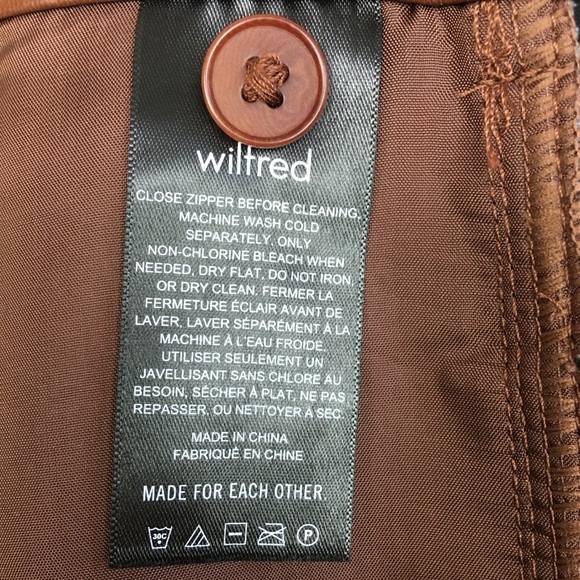 wilfred
CLOSE ZIPPER BEFORE CLEANING,
MACHINE WASH COLD
SEPARATELY, ONLY
NON-CHLORINE BLEACH WHEN
NEEDED, DRY FLAT, DO NOT IRON,
OR DRY CLEAN. FERMER LA
FERMETURE ÉCLAIR AVANT DE
LAVER, LAVER SÉPARÉMENT À LA
MACHINE À L'EAU FROIDE,
UTILISER SEULEMENT UN
JAVELLISANT SANS CHLORE AU
BESOIN, SÉCHER À PLAT, NE PAS
REPASSER, OU NETTOYER À SEC.
MADE IN CHINA
FABRIQUÉ EN CHINE
MADE FOR EACH OTHER.
30C P